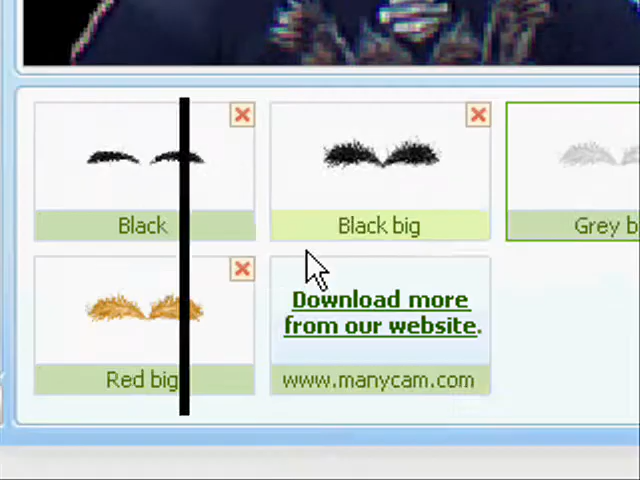 Black
Black big
Grey b
Red big
Download more
from our website.
www.manycam.com